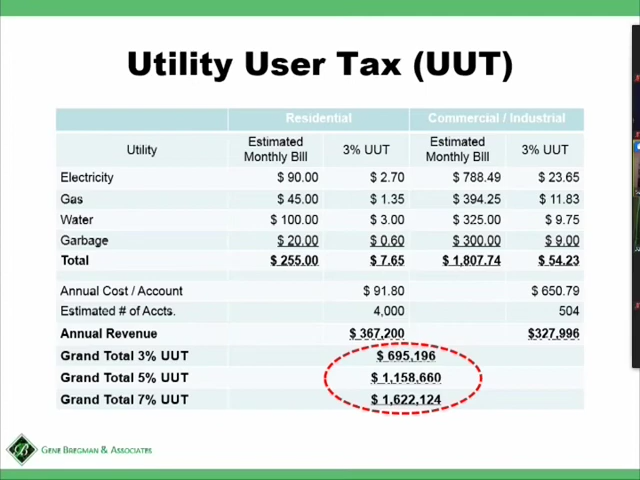 Utility User Tax (UUT)
Residential Commercial / Industrial
Utility Estimated Monthly Bill 3% UUT Estimated Monthly Bill 3% UUT
Electricity $ 90.00 $ 2.70 $ 788.49 $ 23.65
Gas $ 45.00 $ 1.35 $ 394.25 $ 11.83
Water $ 100.00 $ 3.00 $ 325.00 $ 9.75
Garbage $ 20.00 $ 0.60 $ 300.00 $ 9.00
Total $ 255.00 $ 7.65 $ 1,807.74 $ 54.23
Annual Cost / Account $ 91.80 $ 650.79
Estimated # of Accts. 4,000 504
Annual Revenue $ 367,200 $327,996
Grand Total 3% UUT $ 695,196
Grand Total 5% UUT $ 1,158,660
Grand Total 7% UUT $ 1,622,124
B GENE BREGMAN & ASSOCIATES